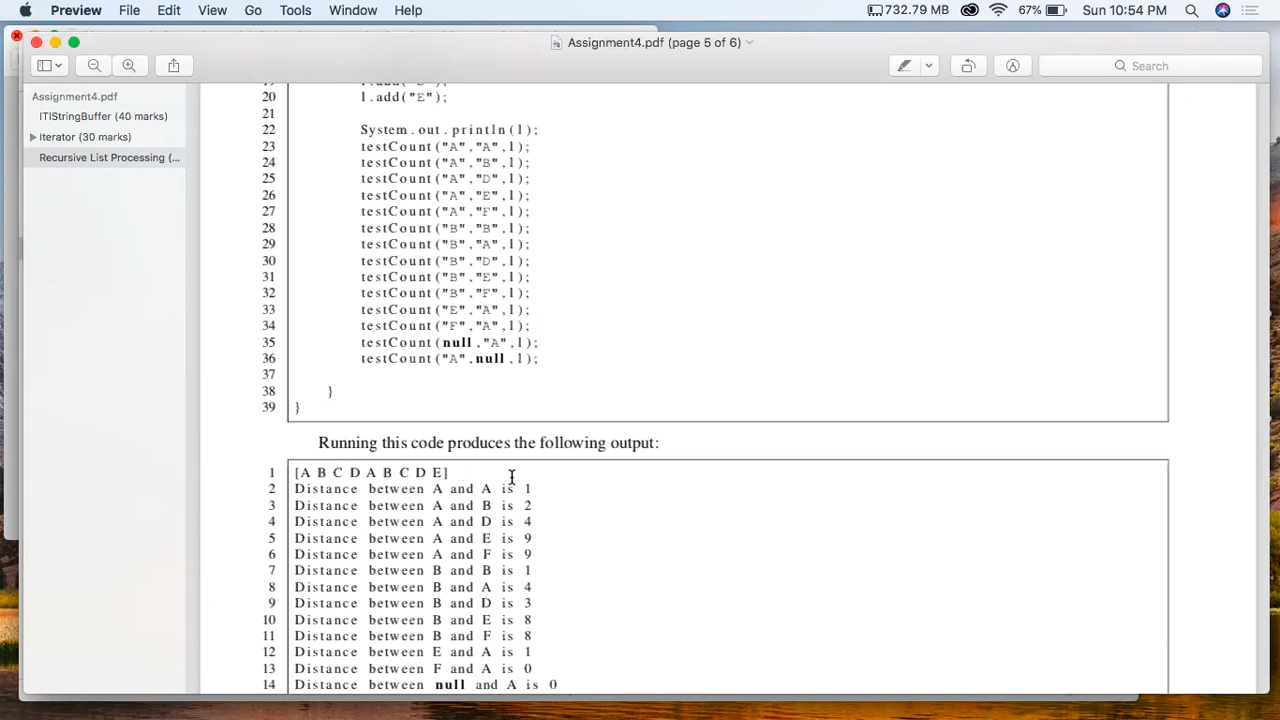 Preview File Edit View Go Tools Window Help 732.79 MB 67% Sun 10:54 PM
Assignment4.pdf (page 5 of 6)
Search
Assignment4.pdf
ITIStringBuffer (40 marks)
Iterator (30 marks)
Recursive List Processing (...
20 l.add("E");
21
22 System.out.println(l);
23 testCount("A","A",l);
24 testCount("A","B",l);
25 testCount("A","D",l);
26 testCount("A","E",l);
27 testCount("A","F",l);
28 testCount("B","B",l);
29 testCount("B","A",l);
30 testCount("B","D",l);
31 testCount("B","E",l);
32 testCount("B","F",l);
33 testCount("E","A",l);
34 testCount("F","A",l);
35 testCount(null,"A",l);
36 testCount("A",null,l);
37
38 }
39 }
Running this code produces the following output:
1 [A B C D A B C D E]
2 Distance between A and A is 1
3 Distance between A and B is 2
4 Distance between A and D is 4
5 Distance between A and E is 9
6 Distance between A and F is 9
7 Distance between B and B is 1
8 Distance between B and A is 4
9 Distance between B and D is 3
10 Distance between B and E is 8
11 Distance between B and F is 8
12 Distance between E and A is 1
13 Distance between F and A is 0
14 Distance between null and A is 0